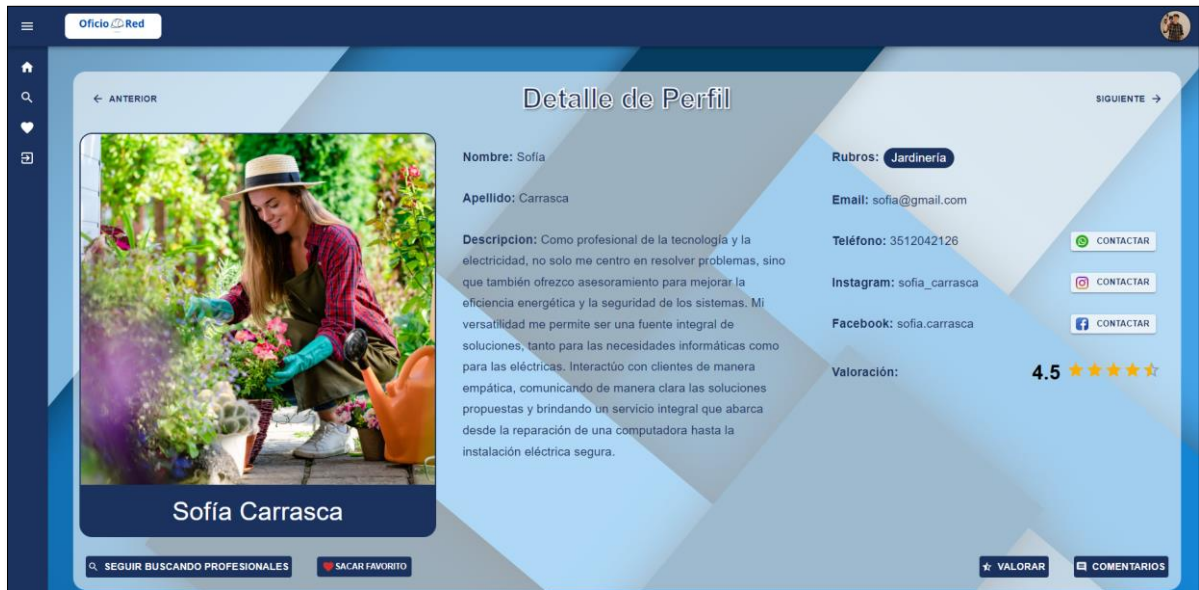 Oficio Red
← ANTERIOR
Detalle de Perfil
SIGUIENTE →
Nombre: Sofía
Apellido: Carrasca
Descripcion: Como profesional de la tecnología y la
electricidad, no solo me centro en resolver problemas, sino
que también ofrezco asesoramiento para mejorar la
eficiencia energética y la seguridad de los sistemas. Mi
versatilidad me permite ser una fuente integral de
soluciones, tanto para las necesidades informáticas como
para las eléctricas. Interactúo con clientes de manera
empática, comunicando de manera clara las soluciones
propuestas y brindando un servicio integral que abarca
desde la reparación de una computadora hasta la
instalación eléctrica segura.
Rubros: Jardinería
Email: sofia@gmail.com
Teléfono: 3512042126
CONTACTAR
Instagram: sofia_carrasca
CONTACTAR
Facebook: sofia.carrasca
CONTACTAR
Valoración:
4.5
Sofía Carrasca
SEGUIR BUSCANDO PROFESIONALES
SACAR FAVORITO
VALORAR
COMENTARIOS